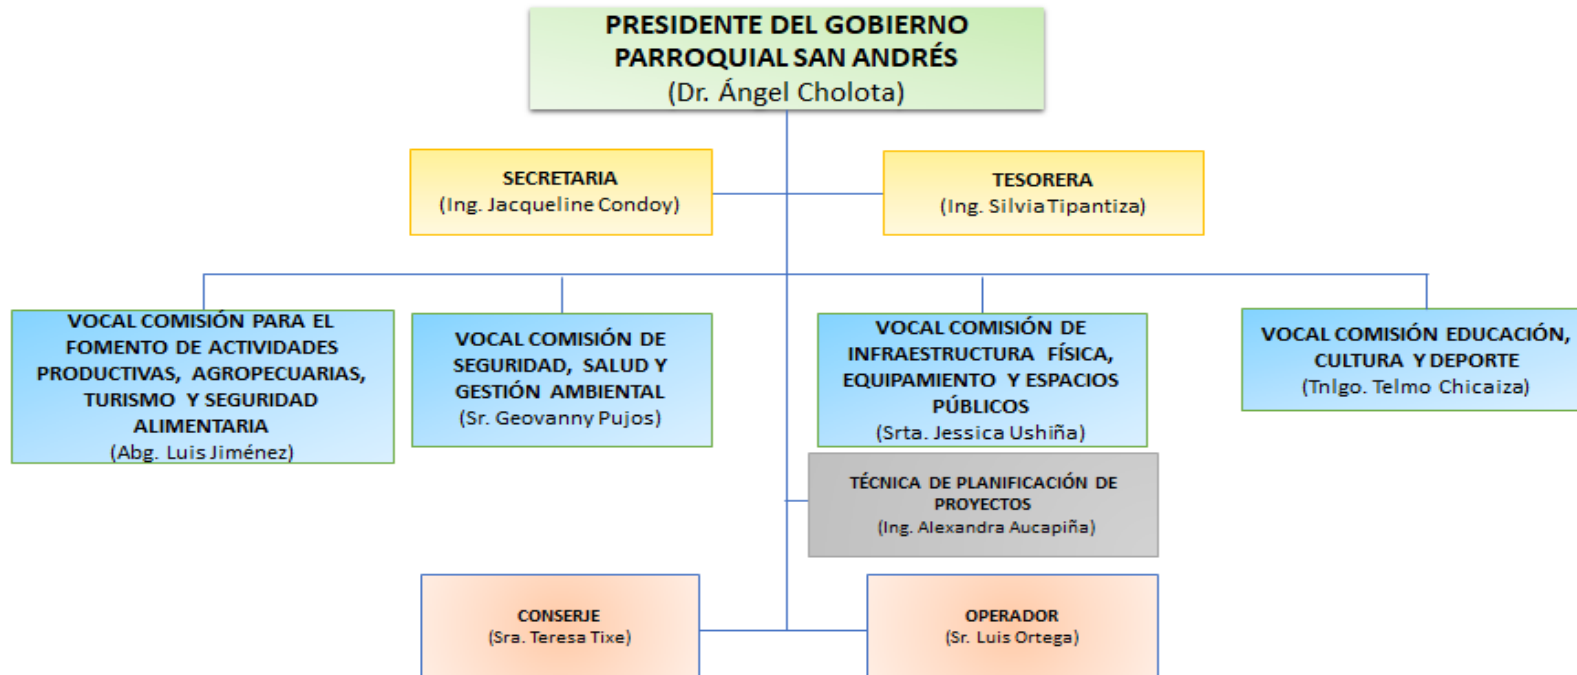 PRESIDENTE DEL GOBIERNO
PARROQUIAL SAN ANDRÉS
(Dr. Ángel Cholota)
SECRETARIA
(Ing. Jacqueline Condoy)
TESORERA
(Ing. Silvia Tipantiza)
VOCAL COMISIÓN PARA EL
FOMENTO DE ACTIVIDADES
PRODUCTIVAS, AGROPECUARIAS,
TURISMO Y SEGURIDAD
ALIMENTARIA
(Abg. Luis Jiménez)
VOCAL COMISIÓN DE
SEGURIDAD, SALUD Y
GESTIÓN AMBIENTAL
(Sr. Geovanny Pujos)
VOCAL COMISIÓN DE
INFRAESTRUCTURA FÍSICA,
EQUIPAMIENTO Y ESPACIOS
PÚBLICOS
(Srta. Jessica Ushiña)
VOCAL COMISIÓN EDUCACIÓN,
CULTURA Y DEPORTE
(Tnlgo. Telmo Chicaiza)
TÉCNICA DE PLANIFICACIÓN DE
PROYECTOS
(Ing. Alexandra Aucapiña)
CONSERJE
(Sra. Teresa Tixe)
OPERADOR
(Sr. Luis Ortega)